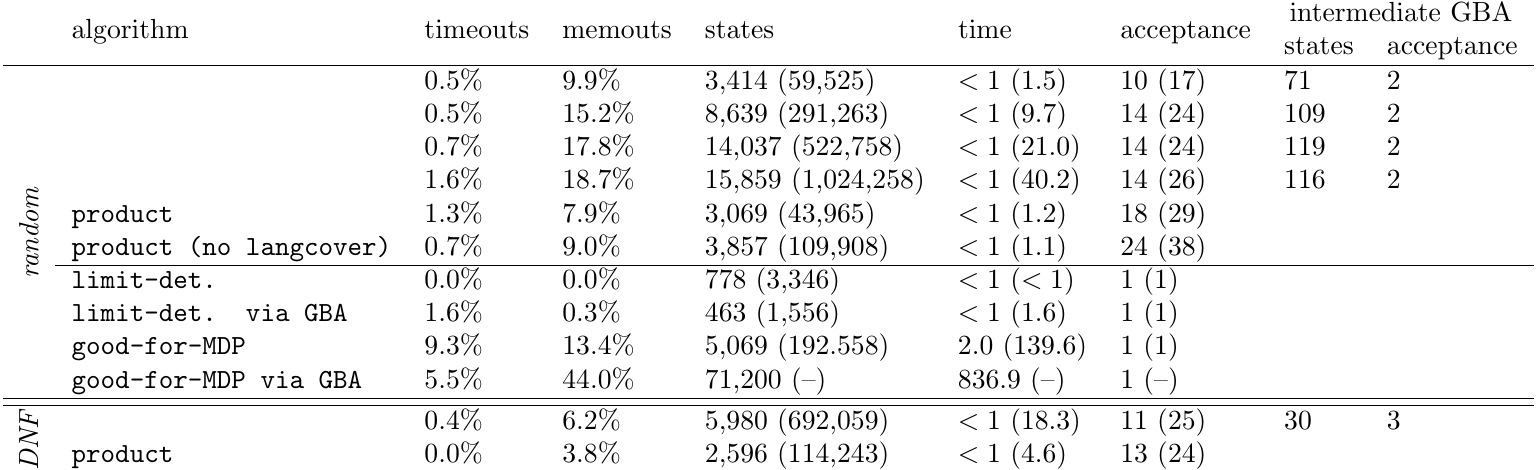 intermediate GBA
algorithm timeouts memouts states time acceptance states acceptance
random
0.5% 9.9% 3,414 (59,525) < 1 (1.5) 10 (17) 71 2
0.5% 15.2% 8,639 (291,263) < 1 (9.7) 14 (24) 109 2
0.7% 17.8% 14,037 (522,758) < 1 (21.0) 14 (24) 119 2
1.6% 18.7% 15,859 (1,024,258) < 1 (40.2) 14 (26) 116 2
product 1.3% 7.9% 3,069 (43,965) < 1 (1.2) 18 (29)
product (no langcover) 0.7% 9.0% 3,857 (109,908) < 1 (1.1) 24 (38)
limit-det. 0.0% 0.0% 778 (3,346) < 1 (< 1) 1 (1)
limit-det. via GBA 1.6% 0.3% 463 (1,556) < 1 (1.6) 1 (1)
good-for-MDP 9.3% 13.4% 5,069 (192.558) 2.0 (139.6) 1 (1)
good-for-MDP via GBA 5.5% 44.0% 71,200 (–) 836.9 (–) 1 (–)
DNF
0.4% 6.2% 5,980 (692,059) < 1 (18.3) 11 (25) 30 3
product 0.0% 3.8% 2,596 (114,243) < 1 (4.6) 13 (24)